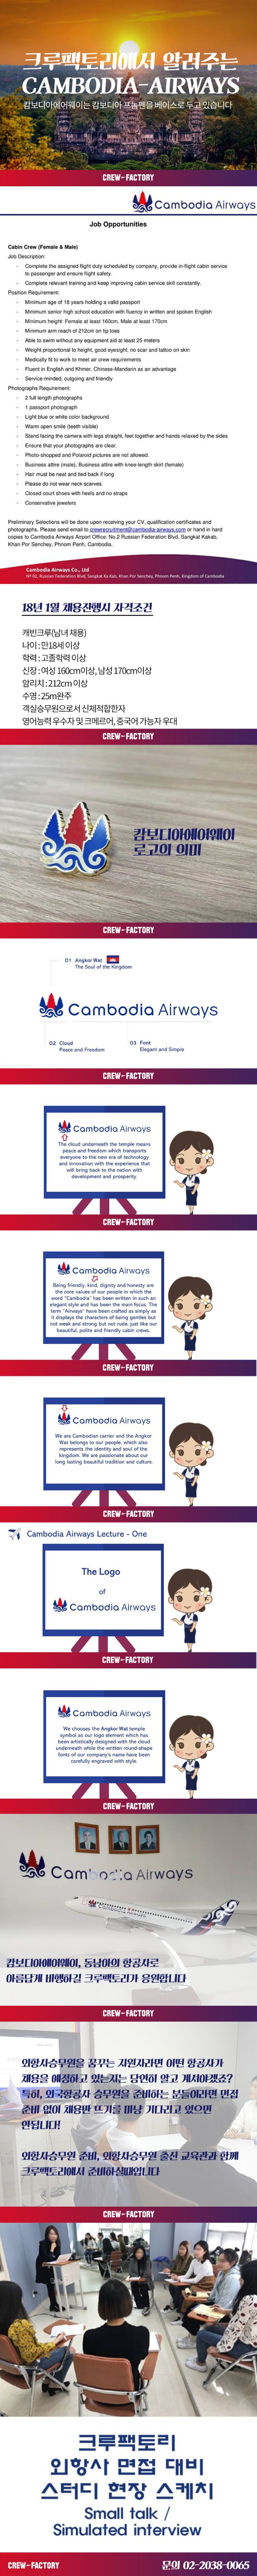 크루팩토리에서 알려주는
CAMBODIA-AIRWAYS
캄보디아에어웨이는 캄보디아 프놈펜을 베이스로 두고 있습니다
CREW-FACTORY
Cambodia Airways
Job Opportunities
Cabin Crew (Female & Male)
Job Description:
- Complete the assigned flight duty scheduled by company, provide in-flight cabin service
to passenger and ensure flight safety.
- Complete relevant training and keep improving cabin service skill constantly.
Position Requirement:
- Minimum age of 18 years holding a valid passport
- Minimum senior high school education with fluency in written and spoken English
- Minimum height: Female at least 160cm, Male at least 170cm
- Minimum arm reach of 212cm on tip toes
- Able to swim without any equipment aid at least 25 meters
- Weight proportional to height, good eyesight, no scar and tattoo on skin
- Medically fit to work to meet air crew requirements
- Fluent in English and Khmer, Chinese-Mandarin as an advantage
- Service-minded, outgoing and friendly
Photographs Requirement:
- 2 full length photographs
- 1 passport photograph
- Light blue or white color background
- Warm open smile (teeth visible)
- Stand facing the camera with legs straight, feet together and hands relaxed by the sides
- Ensure that your photographs are clear.
- Photo-shopped and Polaroid pictures are not allowed.
- Business attire (male), Business attire with knee-length skirt (female)
- Hair must be neat and tied back if long
- Please do not wear neck scarves
- Closed court shoes with heels and no straps
- Conservative jewelers
Preliminary Selections will be done upon receiving your CV, qualification certificates and
photographs. Please send email to crewrecruitment@cambodia-airways.com or hand in hard
copies to Cambodia Airways Airport Office: No.2 Russian Federation Blvd, Sangkat Kakab,
Khan Por Senchey, Phnom Penh, Cambodia.
Cambodia Airways Co., Ltd
Nº 02, Russian Federation Blvd, Sangkat Ka Kab, Khan Por Senchey, Phnom Penh, Kingdom of Cambodia
18년 1월 채용진행시 자격조건
캐빈크루(남녀 채용)
나이 : 만18세 이상
학력 : 고졸학력 이상
신장 : 여성 160cm이상, 남성 170cm이상
암리치 : 212cm 이상
수영 : 25m완주
객실승무원으로서 신체적합한자
영어능력 우수자 및 크메르어, 중국어 가능자 우대
CREW-FACTORY
캄보디아에어웨이
로고의 의미
CREW-FACTORY
01 Angkor Wat
The Soul of the Kingdom
Cambodia Airways
02 Cloud
Peace and Freedom
03 Font
Elegant and Simple
CREW-FACTORY
Cambodia Airways
The cloud underneath the temple means
peace and freedom which transports
everyone to the new era of technology
and innovation with the experience that
will bring back to the nation with
development and prosperity.
CREW-FACTORY
Cambodia Airways
Being friendly, kind, dignity and honesty are
the core values of our people in which the
word "Cambodia" has been written in such an
elegant style and has been the main focus. The
term "Airways" have been crafted as simply as
it displays the characters of being gentles but
not weak and strong but not rude, just like our
beautiful, polite and friendly cabin crews.
CREW-FACTORY
Cambodia Airways
We are Cambodian carrier and the Angkor
Wat belongs to our people, which also
represents the identity and soul of the
kingdom. We are passionate about our
long lasting beautiful tradition and culture.
CREW-FACTORY
Cambodia Airways Lecture - One
The Logo
of
Cambodia Airways
CREW-FACTORY
Cambodia Airways
We chooses the Angkor Wat temple
symbol as our logo element which has
been artistically designed with the cloud
underneath while the written round-shape
fonts of our company's name have been
carefully engraved with style.
CREW-FACTORY
Cambodia Airways
캄보디아에어웨이, 동남아의 항공사로
아름답게 비행하길 크루팩토리가 응원합니다
CREW-FACTORY
외항사승무원을 꿈꾸는 지원자라면 어떤 항공사가
채용을 예정하고 있는지는 당연히 알고 계셔야겠죠?
특히, 외국항공사 승무원을 준비하는 분들이라면 면접
준비 없이 채용만 뜨기를 마냥 기다리고 있으면
안됩니다!
외항사승무원 준비, 외항사승무원 출신 교육관과 함께
크루팩토리에서 준비하실때입니다
CREW-FACTORY
크루팩토리
외항사 면접 대비
스터디 현장 스케치
Small talk /
Simulated interview
CREW-FACTORY
문의 02-2038-0065